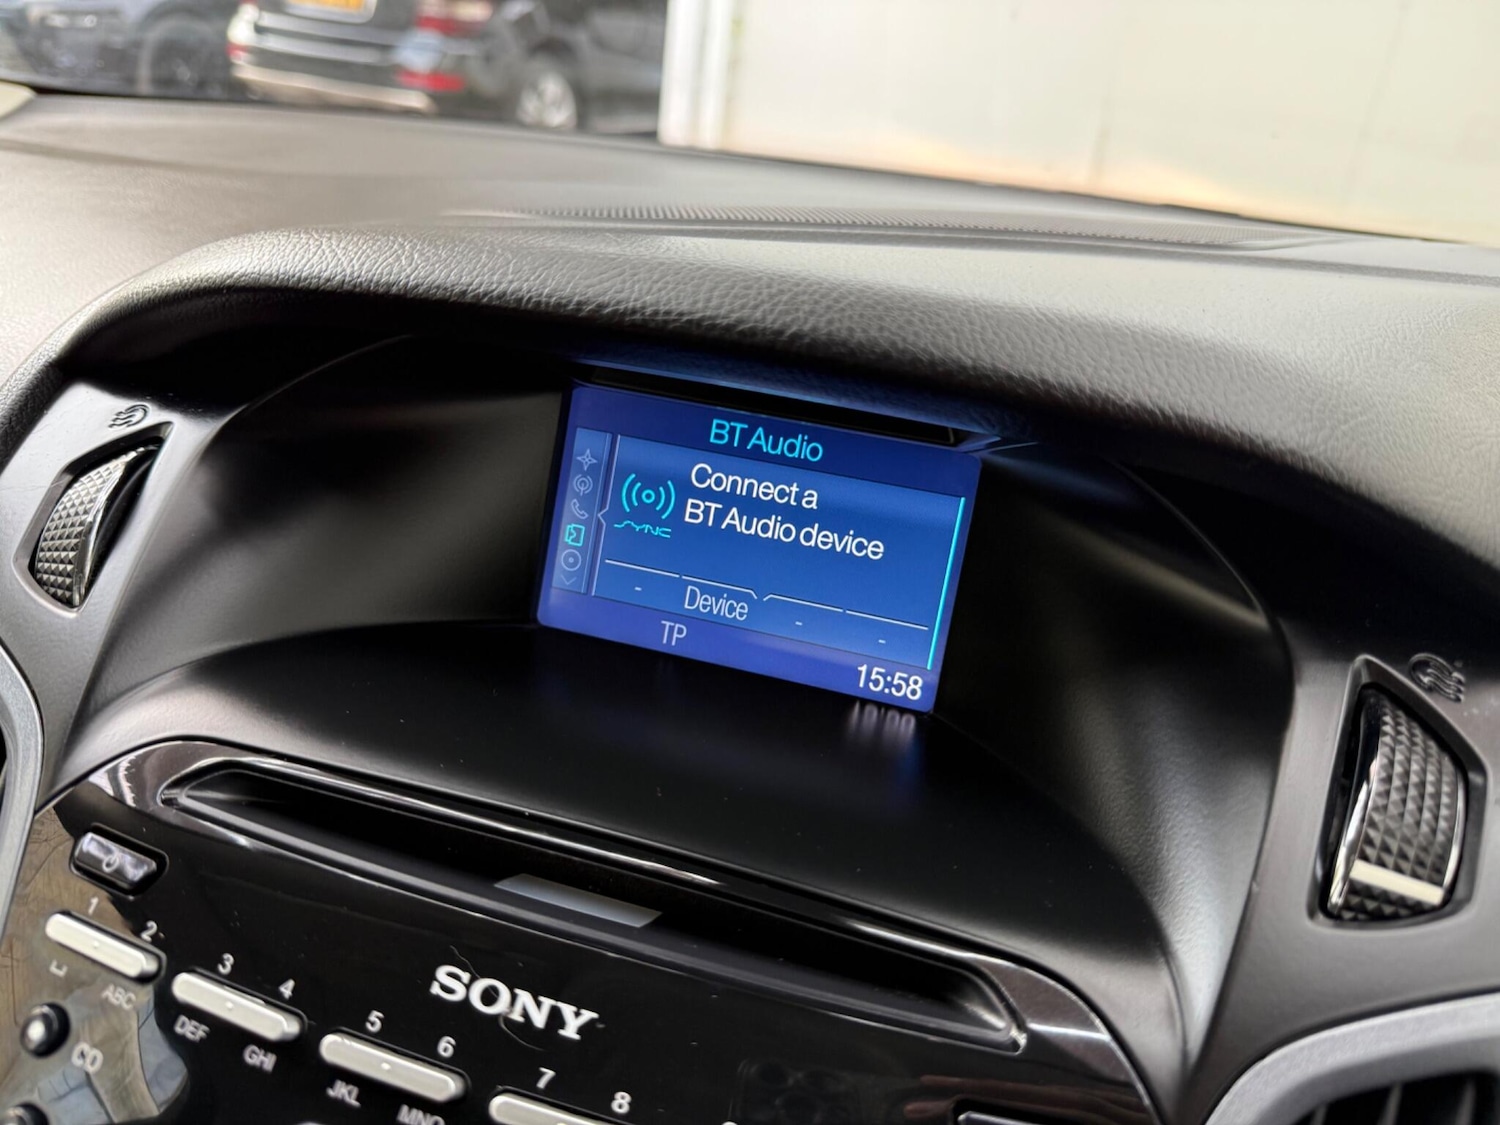 BT Audio
Connect a
BT Audio device
SYNC
- Device - -
TP
15:58
SONY
1 2
ABC
3 4
DEF GHI
5 6
JKL MNO
7 8
CD